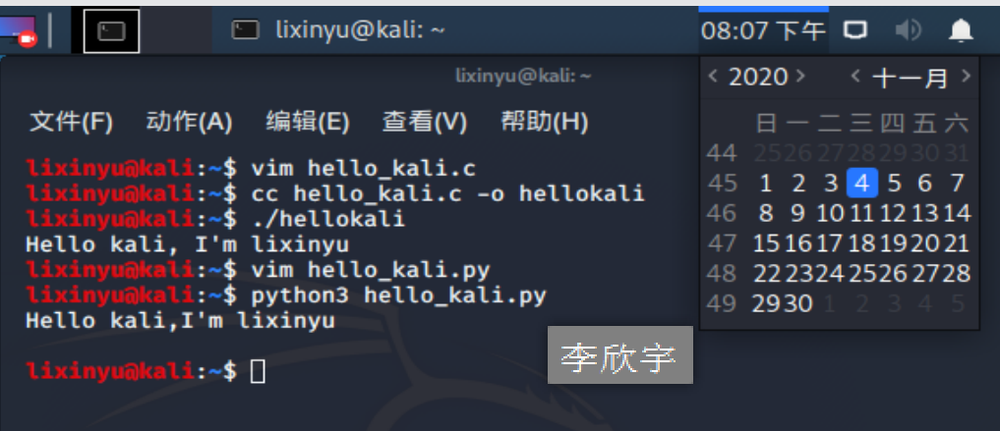 lixinyu@kali: ~
08:07 下午
lixinyu@kali: ~
文件(F) 动作(A) 编辑(E) 查看(V) 帮助(H)
lixinyu@kali:~$ vim hello_kali.c
lixinyu@kali:~$ cc hello_kali.c -o hellokali
lixinyu@kali:~$ ./hellokali
Hello kali, I'm lixinyu
lixinyu@kali:~$ vim hello_kali.py
lixinyu@kali:~$ python3 hello_kali.py
Hello kali,I'm lixinyu
lixinyu@kali:~$
< 2020 > < 十一月 >
日 一 二 三 四 五 六
44 25 26 27 28 29 30 31
45 1 2 3 4 5 6 7
46 8 9 10 11 12 13 14
47 15 16 17 18 19 20 21
48 22 23 24 25 26 27 28
49 29 30 1 2 3 4 5
李欣宇